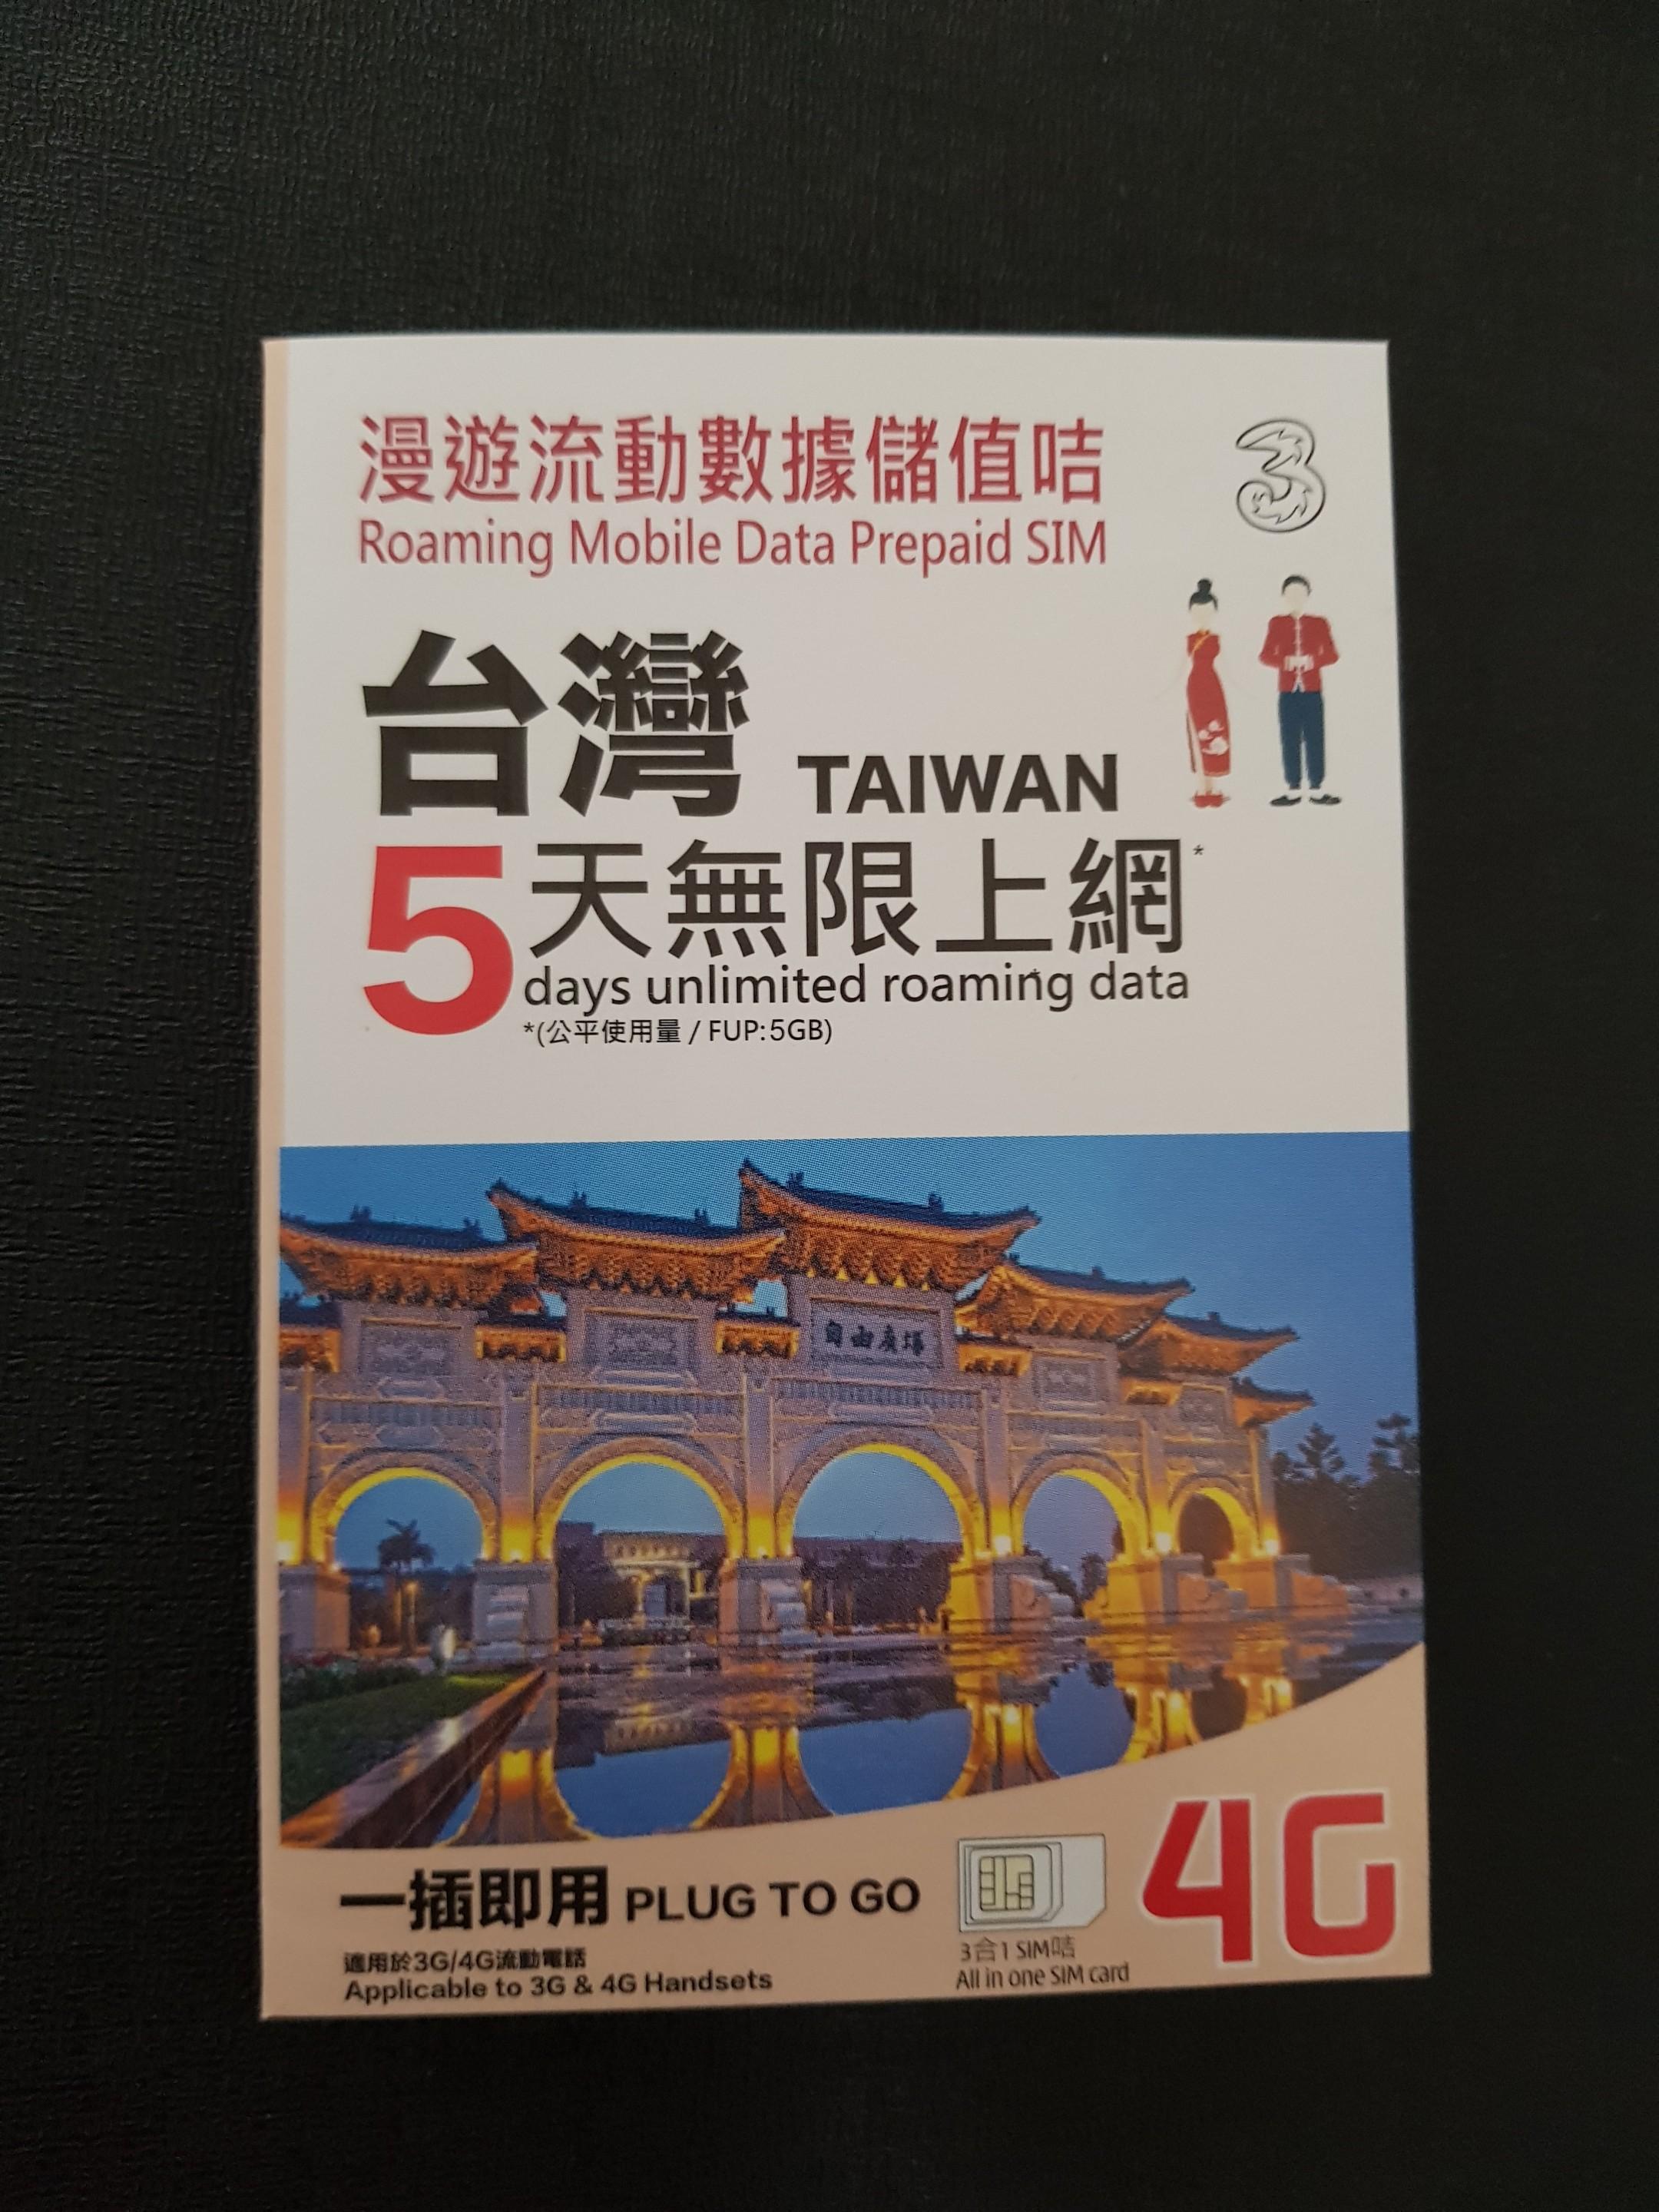 漫遊流動數據儲值咭
3
Roaming Mobile Data Prepaid SIM
台灣 TAIWAN
5天無限上網*
days unlimited roaming data
*(公平使用量 / FUP:5GB)
自由廣場
一插即用 PLUG TO GO
4G
適用於3G/4G流動電話
Applicable to 3G & 4G Handsets
3合1 SIM咭
All in one SIM card